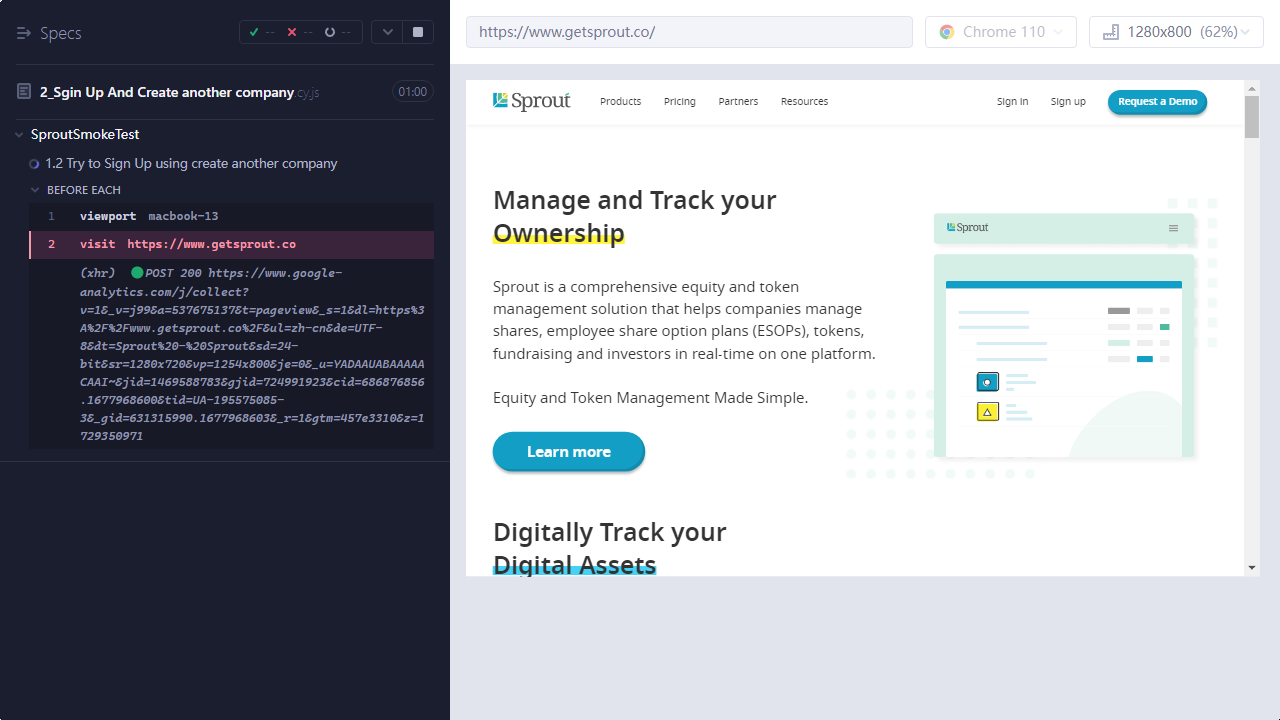 Specs
-- -- --
2_Sgin Up And Create another company.cy.js 01:00
SproutSmokeTest
1.2 Try to Sign Up using create another company
BEFORE EACH
1 viewport macbook-13
2 visit https://www.getsprout.co
(xhr) POST 200 https://www.google-
analytics.com/j/collect?
v=1&_v=j99&a=537675137&t=pageview&_s=1&dl=https%3
A%2F%2Fwww.getsprout.co%2F&ul=zh-cn&de=UTF-
8&dt=Sprout%20-%20Sprout&sd=24-
bit&sr=1280x720&vp=1254x800&je=0&_u=YADAAUABAAAAA
CAAI~&jid=1469588783&gjid=724991923&cid=686876856
.1677968600&tid=UA-195575085-
3&_gid=631315990.1677968603&_r=1&gtm=457e3310&z=1
729350971
https://www.getsprout.co/
Chrome 110
1280x800 (62%)
Sprout
Products Pricing Partners Resources Sign in Sign up Request a Demo
Manage and Track your
Ownership
Sprout is a comprehensive equity and token
management solution that helps companies manage
shares, employee share option plans (ESOPs), tokens,
fundraising and investors in real-time on one platform.
Equity and Token Management Made Simple.
Learn more
Sprout
Digitally Track your
Digital Assets